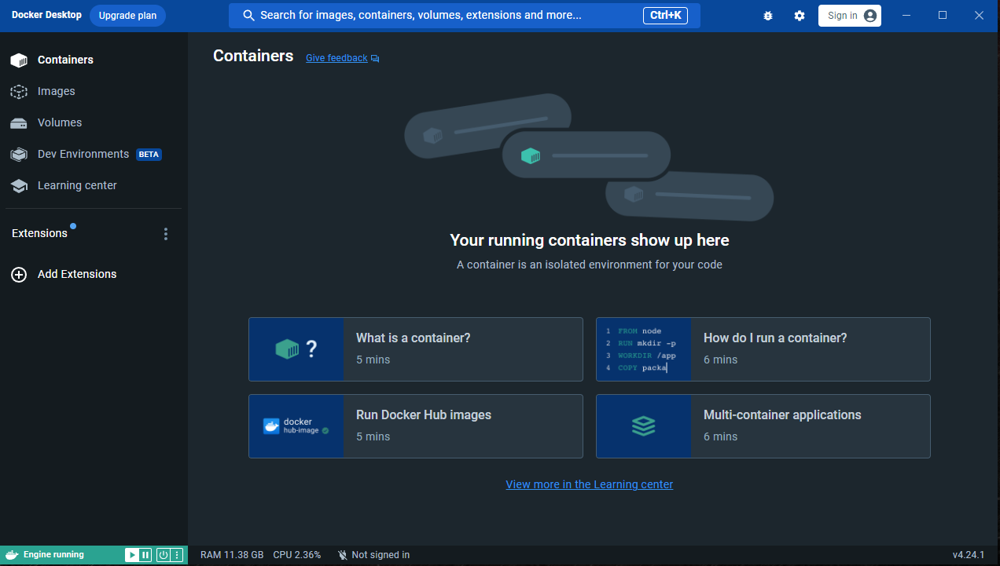 Docker Desktop
Upgrade plan
Search for images, containers, volumes, extensions and more...
Ctrl+K
Sign in
Containers
Images
Volumes
Dev Environments BETA
Learning center
Extensions
Add Extensions
Containers
Give feedback
Your running containers show up here
A container is an isolated environment for your code
?
What is a container?
5 mins
1 FROM node
2 RUN mkdir -p
3 WORKDIR /app
4 COPY packa
How do I run a container?
6 mins
docker
hub-image
Run Docker Hub images
5 mins
Multi-container applications
6 mins
View more in the Learning center
Engine running
RAM 11.38 GB
CPU 2.36%
Not signed in
v4.24.1